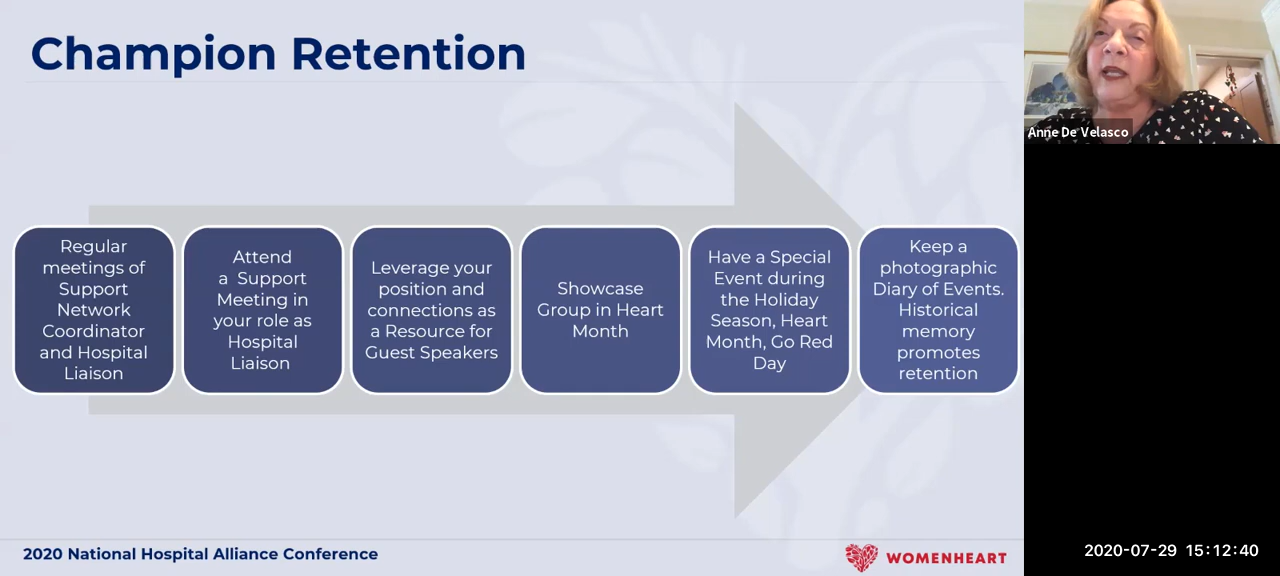 Champion Retention
Anne De Velasco
Regular
meetings of
Support
Network
Coordinator
and Hospital
Liaison
Attend
a Support
Meeting in
your role as
Hospital
Liaison
Leverage your
position and
connections as
a Resource for
Guest Speakers
Showcase
Group in Heart
Month
Have a Special
Event during
the Holiday
Season, Heart
Month, Go Red
Day
Keep a
photographic
Diary of Events.
Historical
memory
promotes
retention
2020 National Hospital Alliance Conference
WOMENHEART
2020-07-29 15:12:40